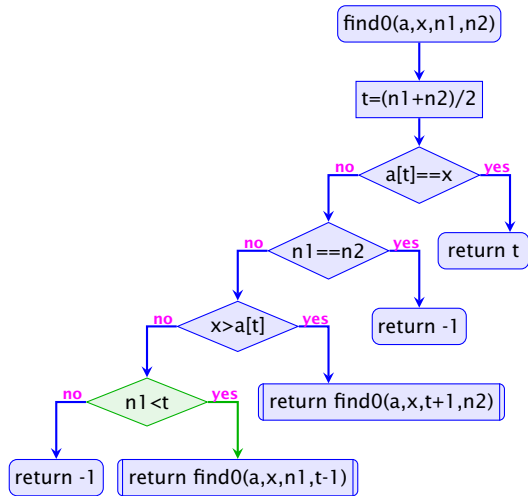 find0(a,x,n1,n2)
t=(n1+n2)/2
a[t]==x
no
yes
return t
n1==n2
no
yes
return -1
x>a[t]
no
yes
return find0(a,x,t+1,n2)
n1<t
no
yes
return -1
return find0(a,x,n1,t-1)